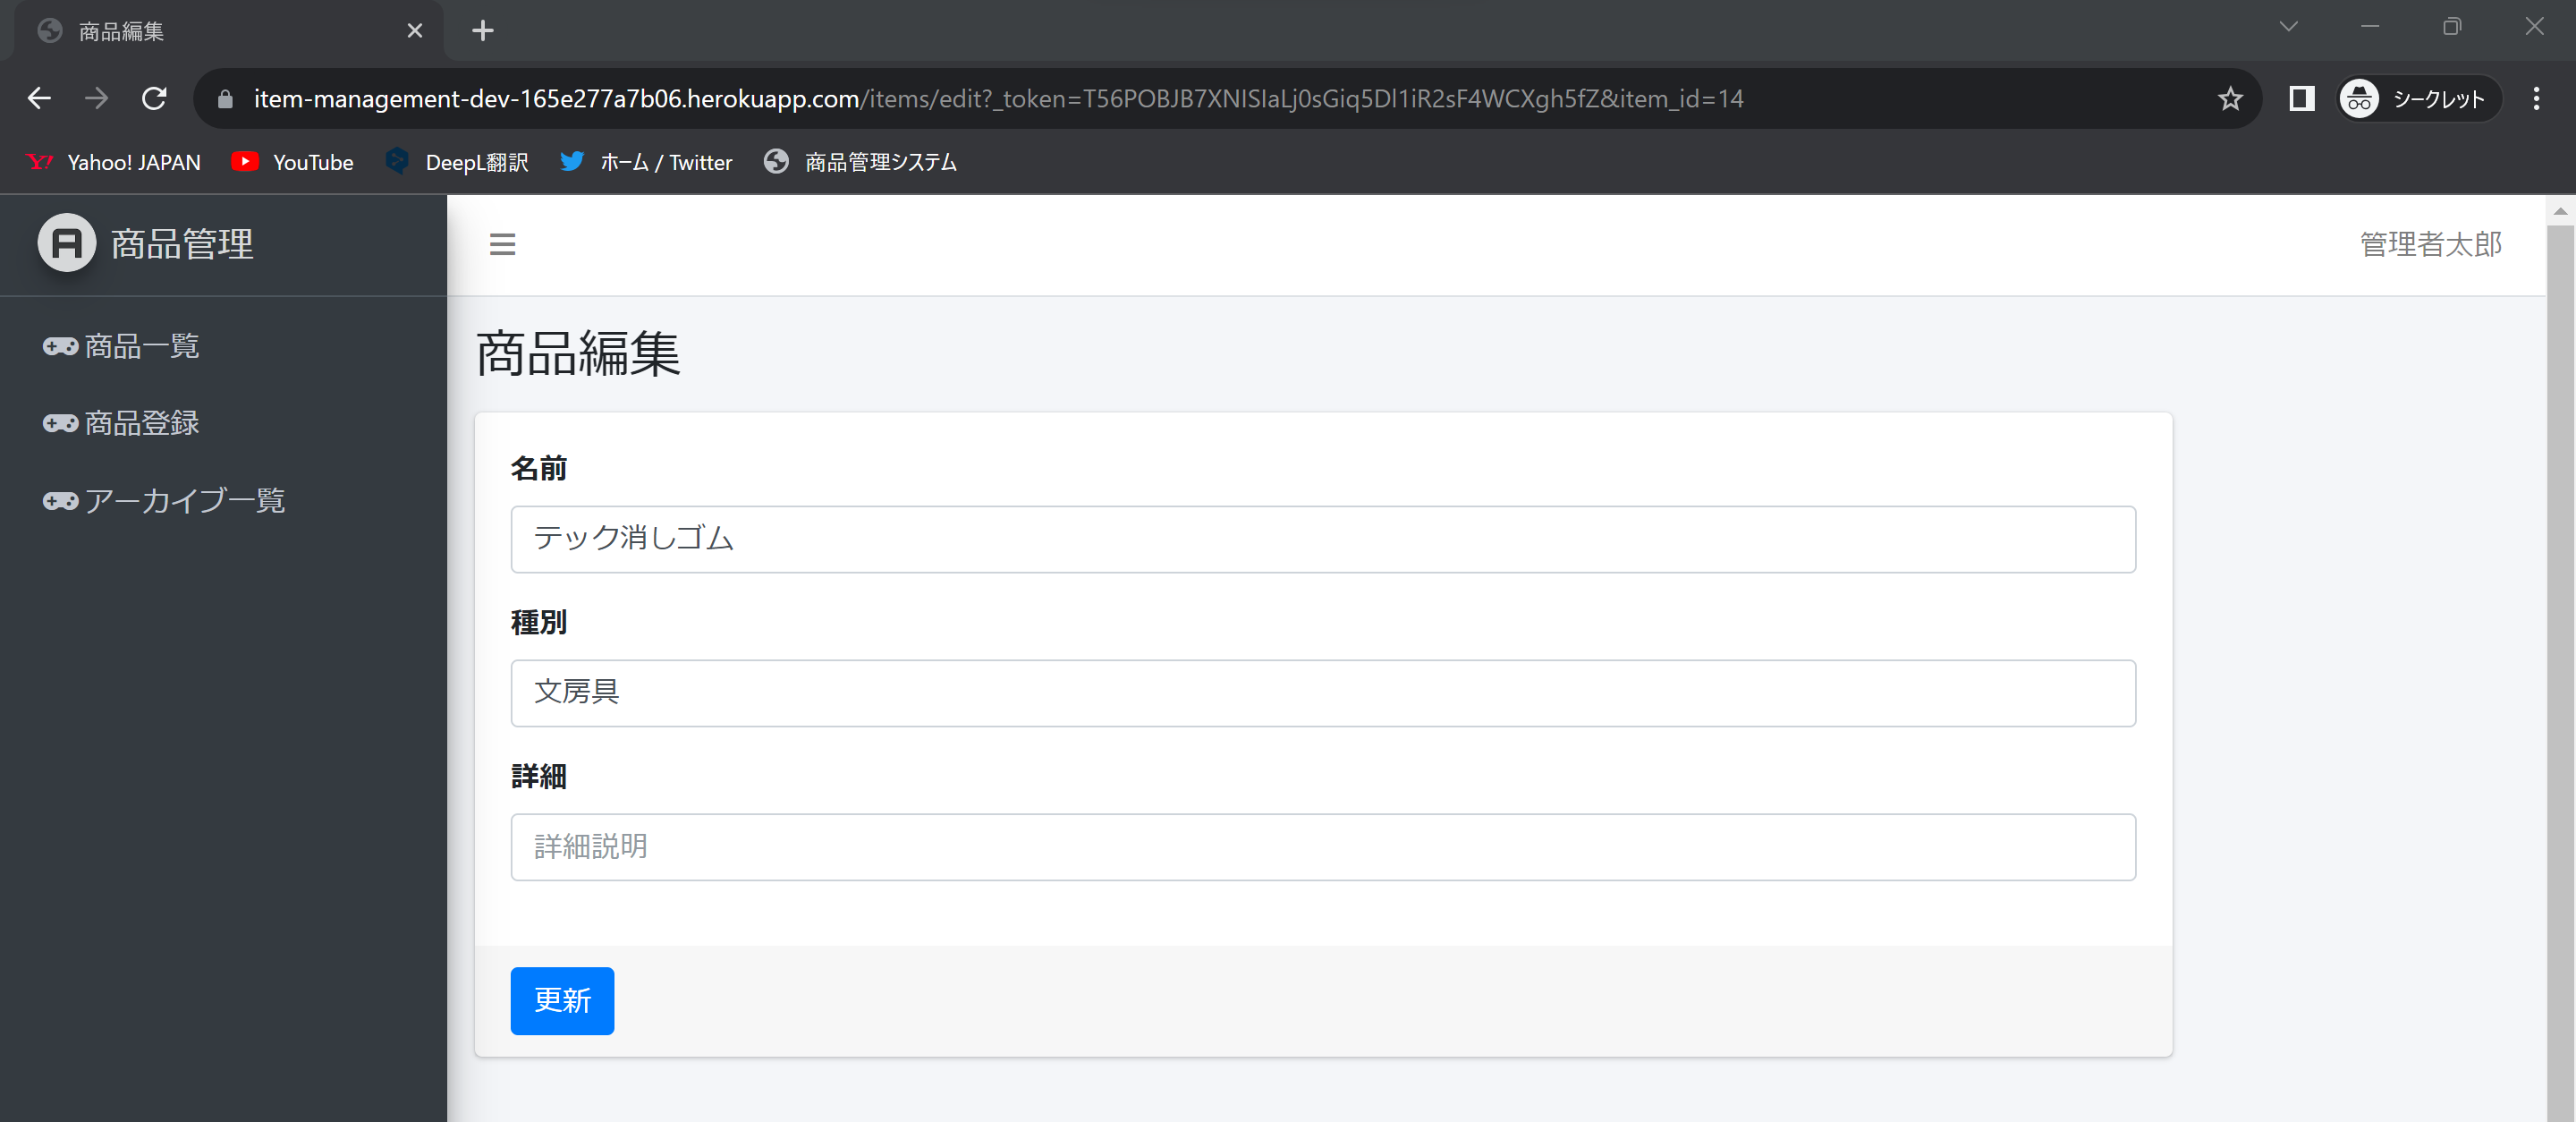 商品編集
item-management-dev-165e277a7b06.herokuapp.com/items/edit?_token=T56POBJB7XNISIaLj0sGiq5Dl1iR2sF4WCXgh5fZ&item_id=14
シークレット
Yahoo! JAPAN
YouTube
DeepL翻訳
ホーム / Twitter
商品管理システム
商品管理
管理者太郎
商品一覧
商品登録
アーカイブ一覧
商品編集
名前
テック消しゴム
種別
文房具
詳細
詳細説明
更新